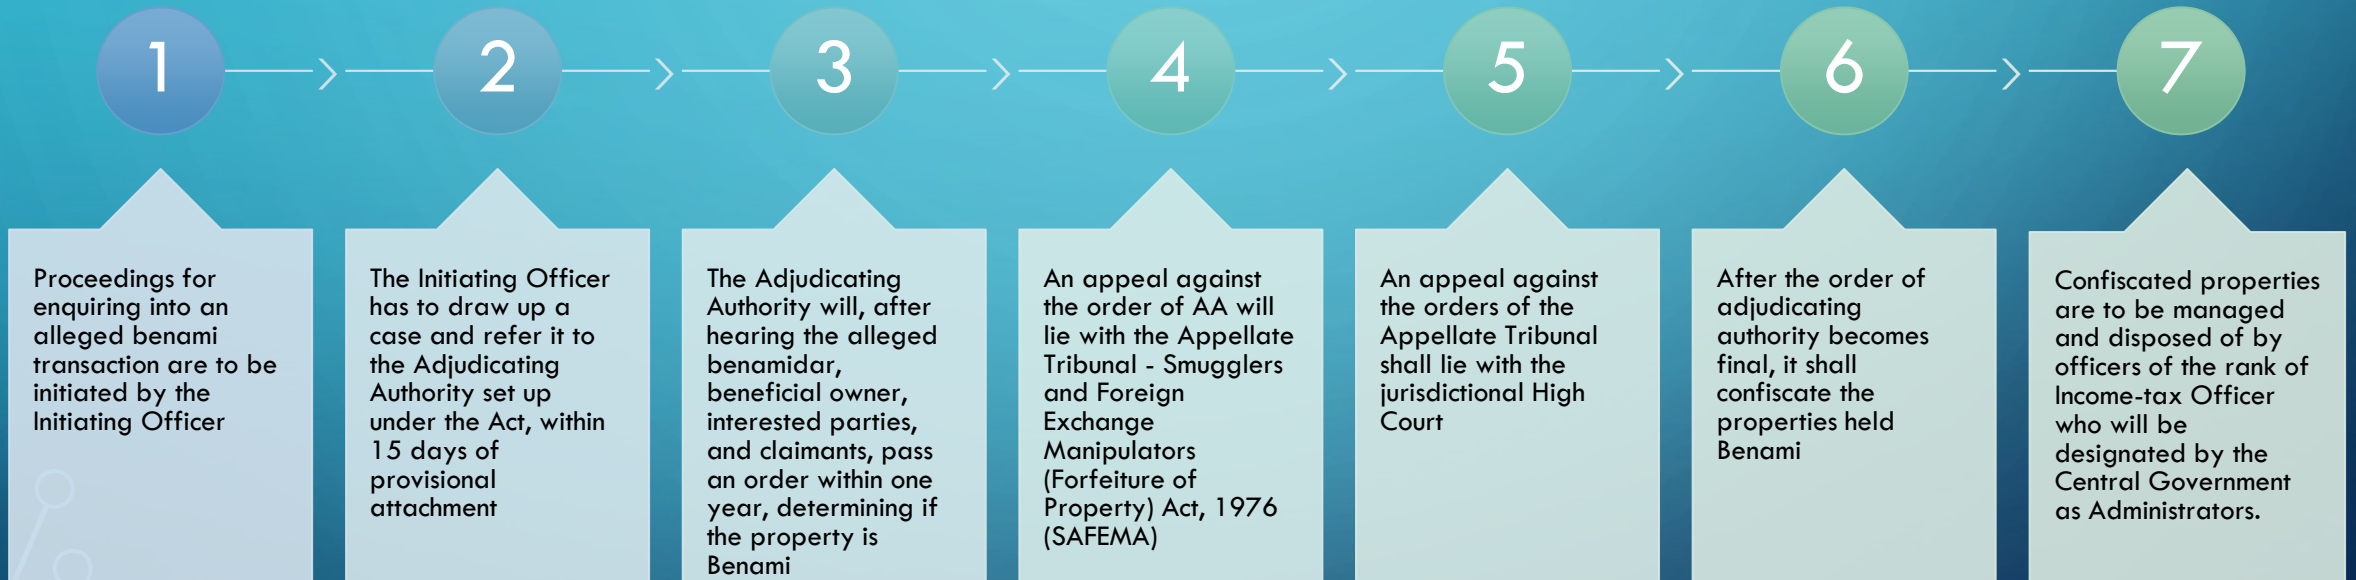 1
2
3
4
5
6
7
Proceedings for
enquiring into an
alleged benami
transaction are to be
initiated by the
Initiating Officer
The Initiating Officer
has to draw up a
case and refer it to
the Adjudicating
Authority set up
under the Act, within
15 days of
provisional
attachment
The Adjudicating
Authority will, after
hearing the alleged
benamidar,
beneficial owner,
interested parties,
and claimants, pass
an order within one
year, determining if
the property is
Benami
An appeal against
the order of AA will
lie with the Appellate
Tribunal - Smugglers
and Foreign
Exchange
Manipulators
(Forfeiture of
Property) Act, 1976
(SAFEMA)
An appeal against
the orders of the
Appellate Tribunal
shall lie with the
jurisdictional High
Court
After the order of
adjudicating
authority becomes
final, it shall
confiscate the
properties held
Benami
Confiscated properties
are to be managed
and disposed of by
officers of the rank of
Income-tax Officer
who will be
designated by the
Central Government
as Administrators.